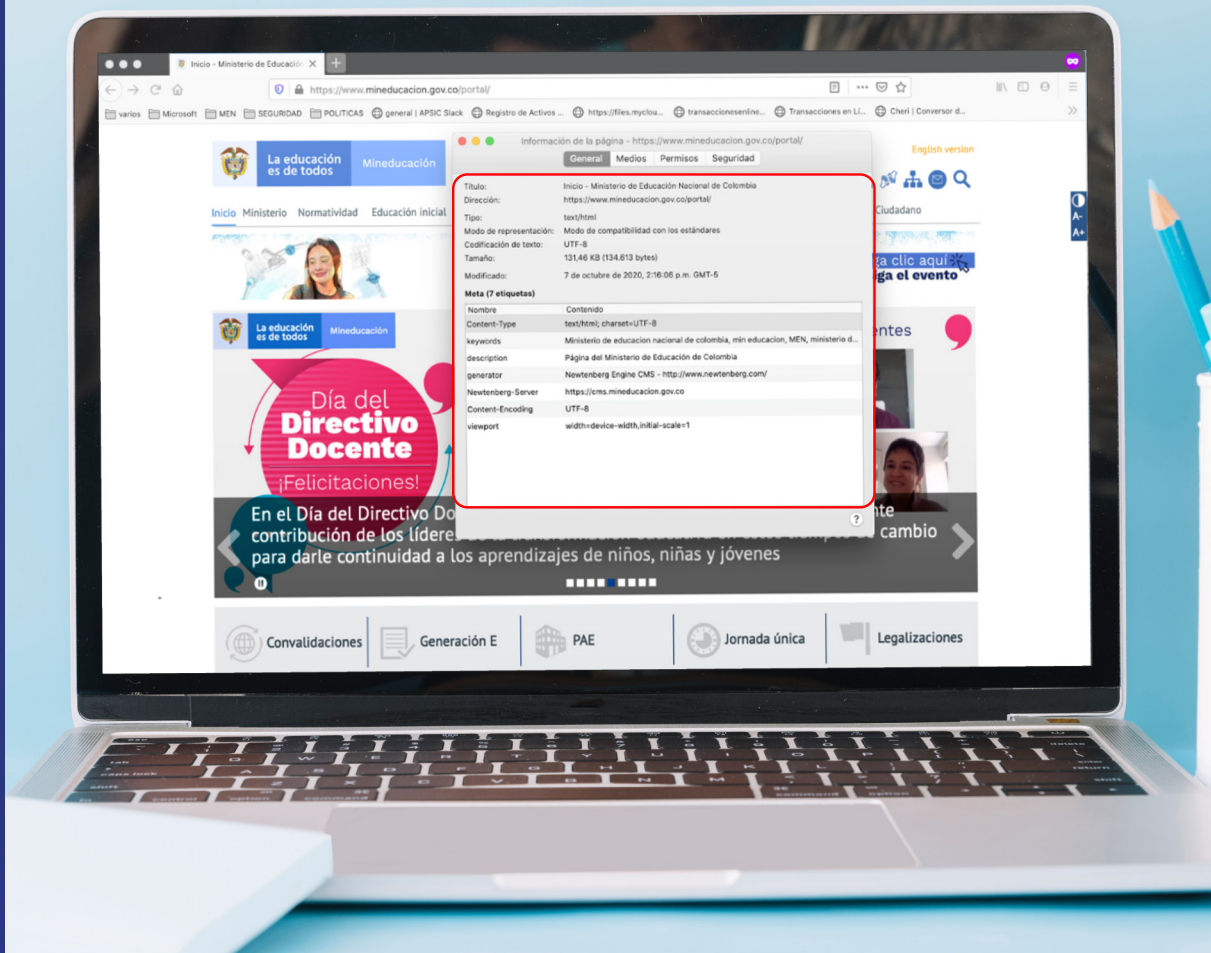 Inicio - Ministerio de Educación
https://www.mineducacion.gov.co/portal/
varios Microsoft MEN SEGURIDAD POLITICAS general | APSIC Slack Registro de Activos ... https://files.myclou... transaccionesenline... Transacciones en Lí... Cheri | Conversor d...
La educación
es de todos
Mineducación
English version
Inicio Ministerio Normatividad Educación inicial
Ciudadano
A-
A+
Información de la página - https://www.mineducacion.gov.co/portal/
General Medios Permisos Seguridad
Título: Inicio - Ministerio de Educación Nacional de Colombia
Dirección: https://www.mineducacion.gov.co/portal/
Tipo: text/html
Modo de representación: Modo de compatibilidad con los estándares
Codificación de texto: UTF-8
Tamaño: 131,46 KB (134.613 bytes)
Modificado: 7 de octubre de 2020, 2:16:06 p.m. GMT-5
Meta (7 etiquetas)
Nombre Contenido
Content-Type text/html; charset=UTF-8
keywords Ministerio de educacion nacional de colombia, min educacion, MEN, ministerio d...
description Página del Ministerio de Educación de Colombia
generator Newtenberg Engine CMS - http://www.newtenberg.com/
Newtenberg-Server https://cms.mineducacion.gov.co
Content-Encoding UTF-8
viewport width=device-width,initial-scale=1
?
clic aquí
ga el evento
La educación
es de todos
Mineducación
entes
Día del
Directivo
Docente
¡Felicitaciones!
En el Día del Directivo Do
contribución de los lídere
cambio
para darle continuidad a los aprendizajes de niños, niñas y jóvenes
Convalidaciones
Generación E
PAE
Jornada única
Legalizaciones